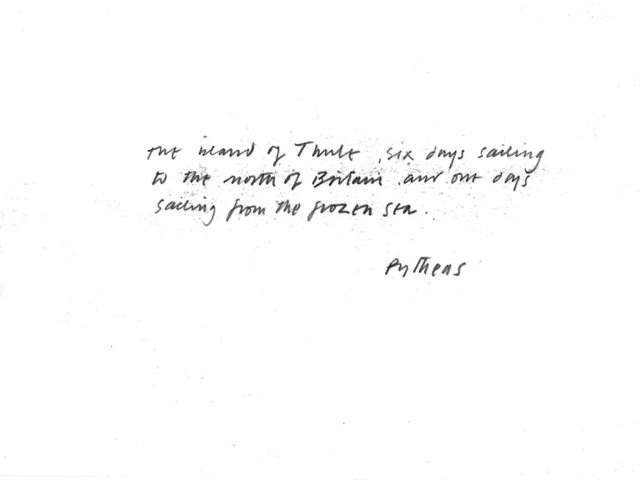 the island of Thule, six days sailing
to the north of Britain and one days
sailing from the frozen sea.
Pytheas